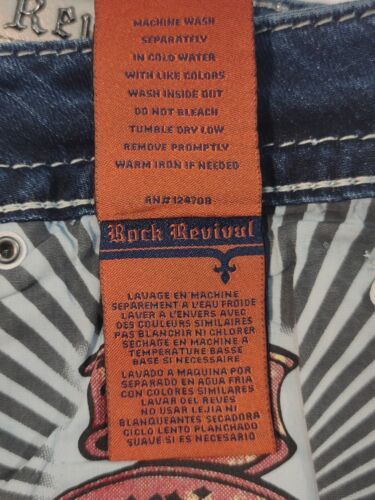 MACHINE WASH
SEPARATELY
IN COLD WATER
WITH LIKE COLORS
WASH INSIDE OUT
DO NOT BLEACH
TUMBLE DRY LOW
REMOVE PROMPTLY
WARM IRON IF NEEDED
RN# 124708
Rock Revival
LAVAGE EN MACHINE
SEPAREMENT A L'EAU FROIDE
LAVER A L'ENVERS AVEC
DES COULEURS SIMILAIRES
PAS BLANCHIR NI CHLORER
SECHAGE EN MACHINE A
TEMPERATURE BASSE
BASE SI NECESSAIRE
LAVADO A MAQUINA POR
SEPARADO EN AGUA FRIA
CON COLORES SIMILARES
LAVAR DEL REVES
NO USAR LEJIA NI
BLANQUEANTES SECADORA
CICLO LENTO PLANCHADO
SUAVE SI ES NECESARIO